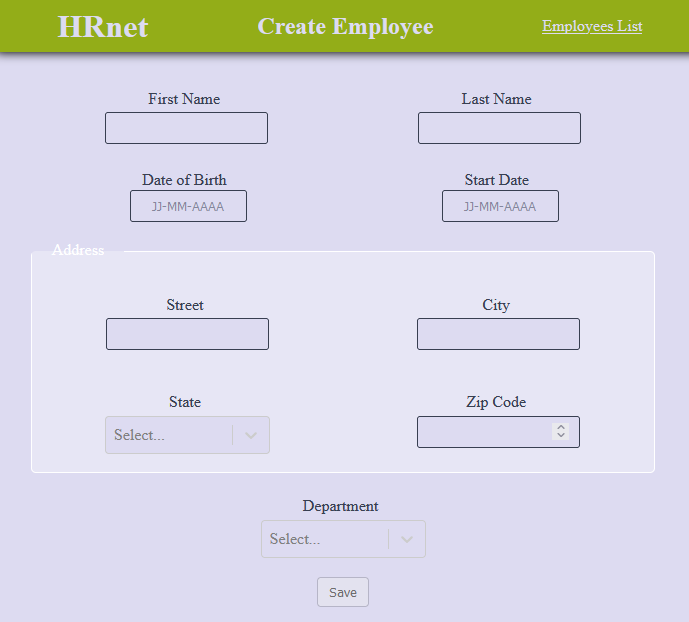 HRnet Create Employee Employees List
First Name Last Name
Date of Birth Start Date
JJ-MM-AAAA JJ-MM-AAAA
Address
Street City
State Zip Code
Select...
Department
Select...
Save